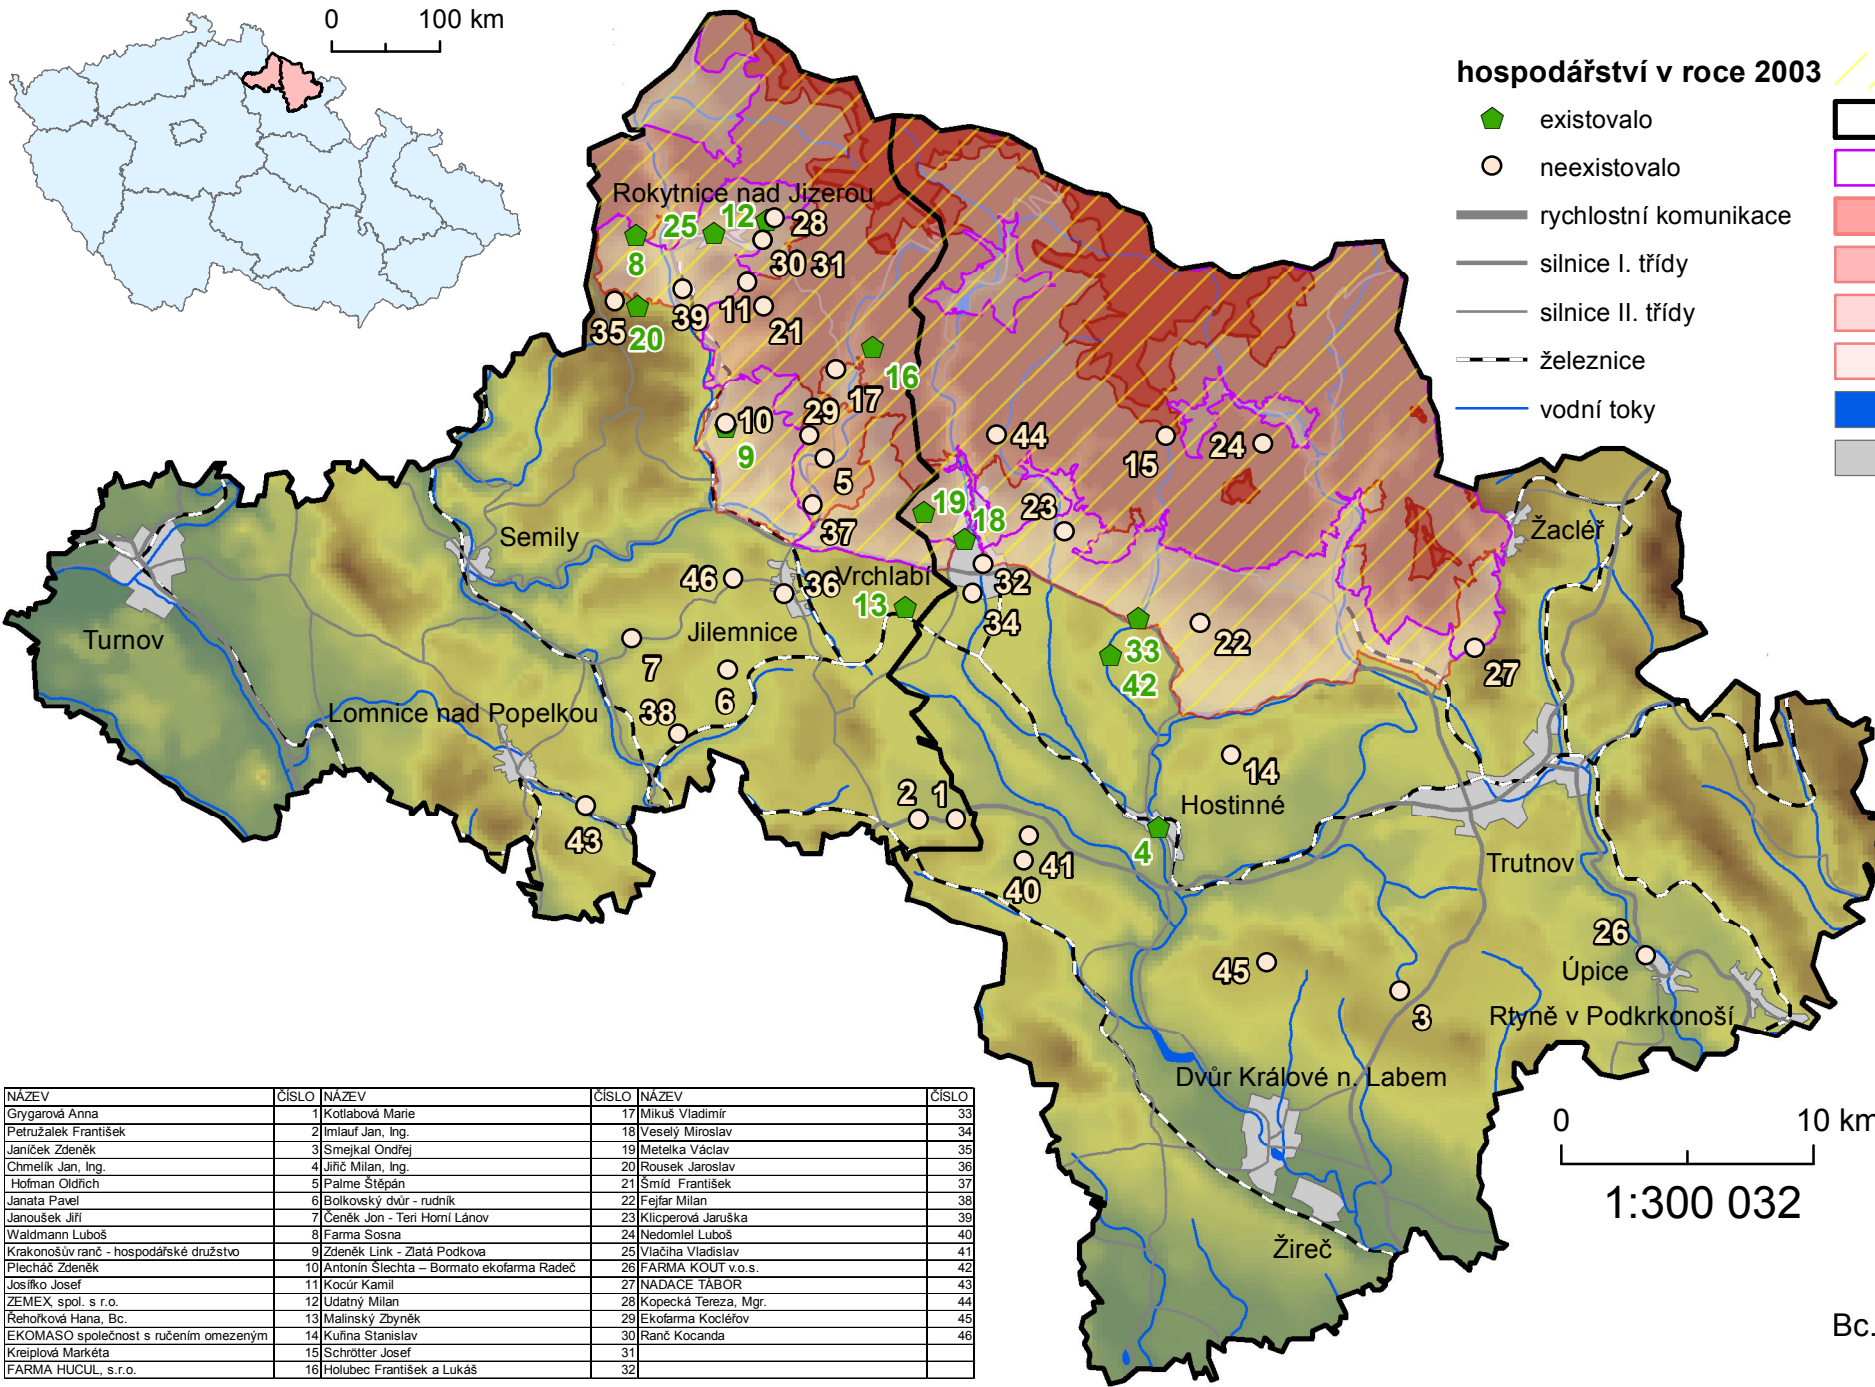 0 100 km
hospodářství v roce 2003
existovalo
neexistovalo
rychlostní komunikace
silnice I. třídy
silnice II. třídy
železnice
vodní toky
Rokytnice nad Jizerou
25 12 28
8 30 31
39 11 21
35 20
16
17
10 29
9
44
15 24
5
19 18 23
37
Semily
Žacléř
46 36 Vrchlabí
13
32
34
Turnov
Jilemnice
7
6
33
42
22
27
Lomnice nad Popelkou
38
14
2 1
Hostinné
43
4
41
40
Trutnov
26
45
Úpice
3
Rtyně v Podkrkonoší
Dvůr Králové n. Labem
Žireč
0 10 km
1:300 032
Bc.
NÁZEV ČÍSLO NÁZEV ČÍSLO NÁZEV ČÍSLO
Grygarová Anna 1 Kotlabová Marie 17 Mikuš Vladimír 33
Petružalek František 2 Imlauf Jan, Ing. 18 Veselý Miroslav 34
Janíček Zdeněk 3 Smejkal Ondřej 19 Metelka Václav 35
Chmelík Jan, Ing. 4 Jiřič Milan, Ing. 20 Rousek Jaroslav 36
Hofman Oldřich 5 Palme Štěpán 21 Šmíd František 37
Janata Pavel 6 Bolkovský dvůr - rudník 22 Fejfar Milan 38
Janoušek Jiří 7 Čeněk Jon - Teri Horní Lánov 23 Klicperová Jaruška 39
Waldmann Luboš 8 Farma Sosna 24 Nedomlel Luboš 40
Krakonošův ranč - hospodářské družstvo 9 Zdeněk Link - Zlatá Podkova 25 Vlačiha Vladislav 41
Plecháč Zdeněk 10 Antonín Šlechta – Bormato ekofarma Radeč 26 FARMA KOUT v.o.s. 42
Josífko Josef 11 Kocúr Kamil 27 NADACE TÁBOR 43
ZEMEX, spol. s r.o. 12 Udatný Milan 28 Kopecká Tereza, Mgr. 44
Řehořková Hana, Bc. 13 Malinský Zbyněk 29 Ekofarma Kocléřov 45
EKOMASO společnost s ručením omezeným 14 Kuřina Stanislav 30 Ranč Kocanda 46
Kreiplová Markéta 15 Schrötter Josef 31
FARMA HUCUL, s.r.o. 16 Holubec František a Lukáš 32